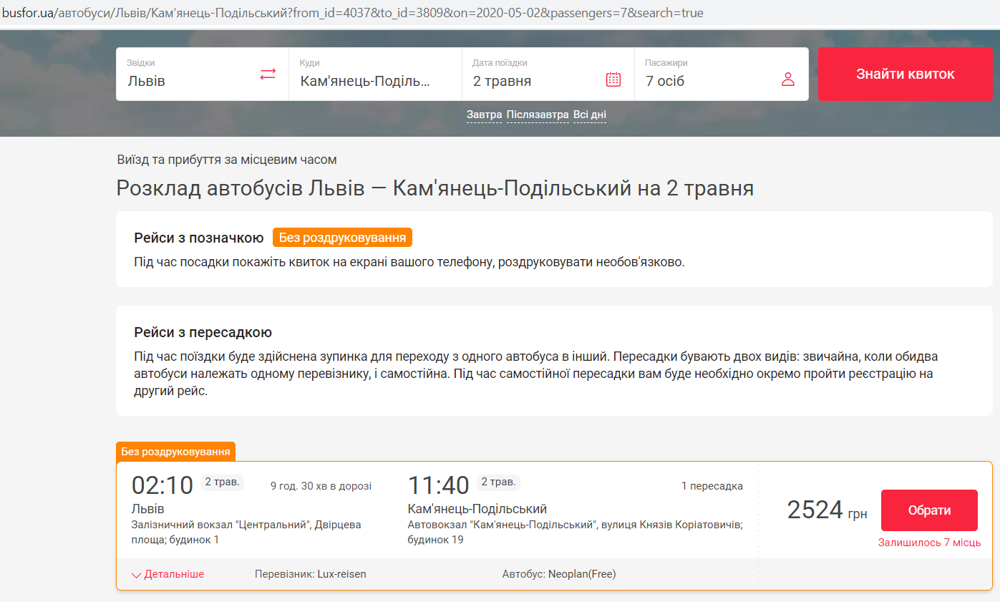 busfor.ua/автобуси/Львів/Кам'янець-Подільський?from_id=4037&to_id=3809&on=2020-05-02&passengers=7&search=true
Звідки
Львів
Куди
Кам'янець-Подільс...
Дата поїздки
2 травня
Пасажири
7 осіб
Знайти квиток
Завтра Післязавтра Всі дні
Виїзд та прибуття за місцевим часом
Розклад автобусів Львів — Кам'янець-Подільський на 2 травня
Рейси з позначкою Без роздруковування
Під час посадки покажіть квиток на екрані вашого телефону, роздруковувати необов'язково.
Рейси з пересадкою
Під час поїздки буде здійснена зупинка для переходу з одного автобуса в інший. Пересадки бувають двох видів: звичайна, коли обидва
автобуси належать одному перевізнику, і самостійна. Під час самостійної пересадки вам буде необхідно окремо пройти реєстрацію на
другий рейс.
Без роздруковування
02:10 2 трав. 9 год. 30 хв в дорозі
Львів
Залізничний вокзал "Центральний", Двірцева
площа; будинок 1
11:40 2 трав. 1 пересадка
Кам'янець-Подільський
Автовокзал "Кам'янець-Подільський", вулиця Князів Коріатовичів;
будинок 19
2524 грн
Обрати
Залишилось 7 місць
Детальніше
Перевізник: Lux-reisen
Автобус: Neoplan(Free)